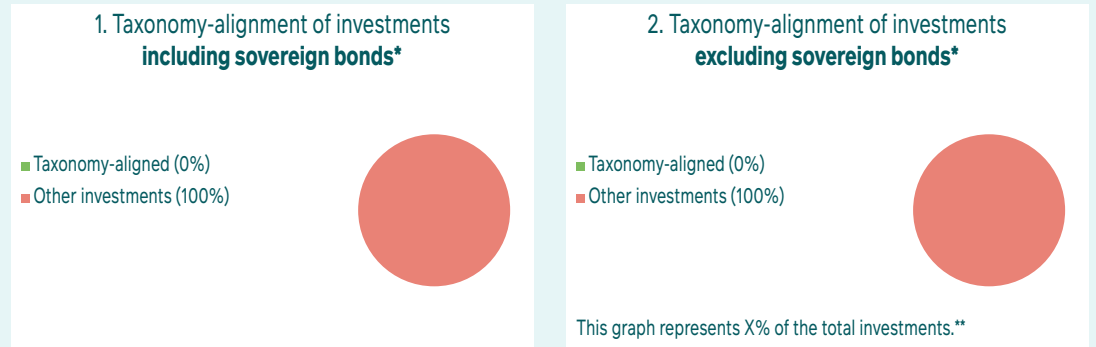 1. Taxonomy-alignment of investments
including sovereign bonds*
Taxonomy-aligned (0%)
Other investments (100%)
2. Taxonomy-alignment of investments
excluding sovereign bonds*
Taxonomy-aligned (0%)
Other investments (100%)
This graph represents X% of the total investments.**